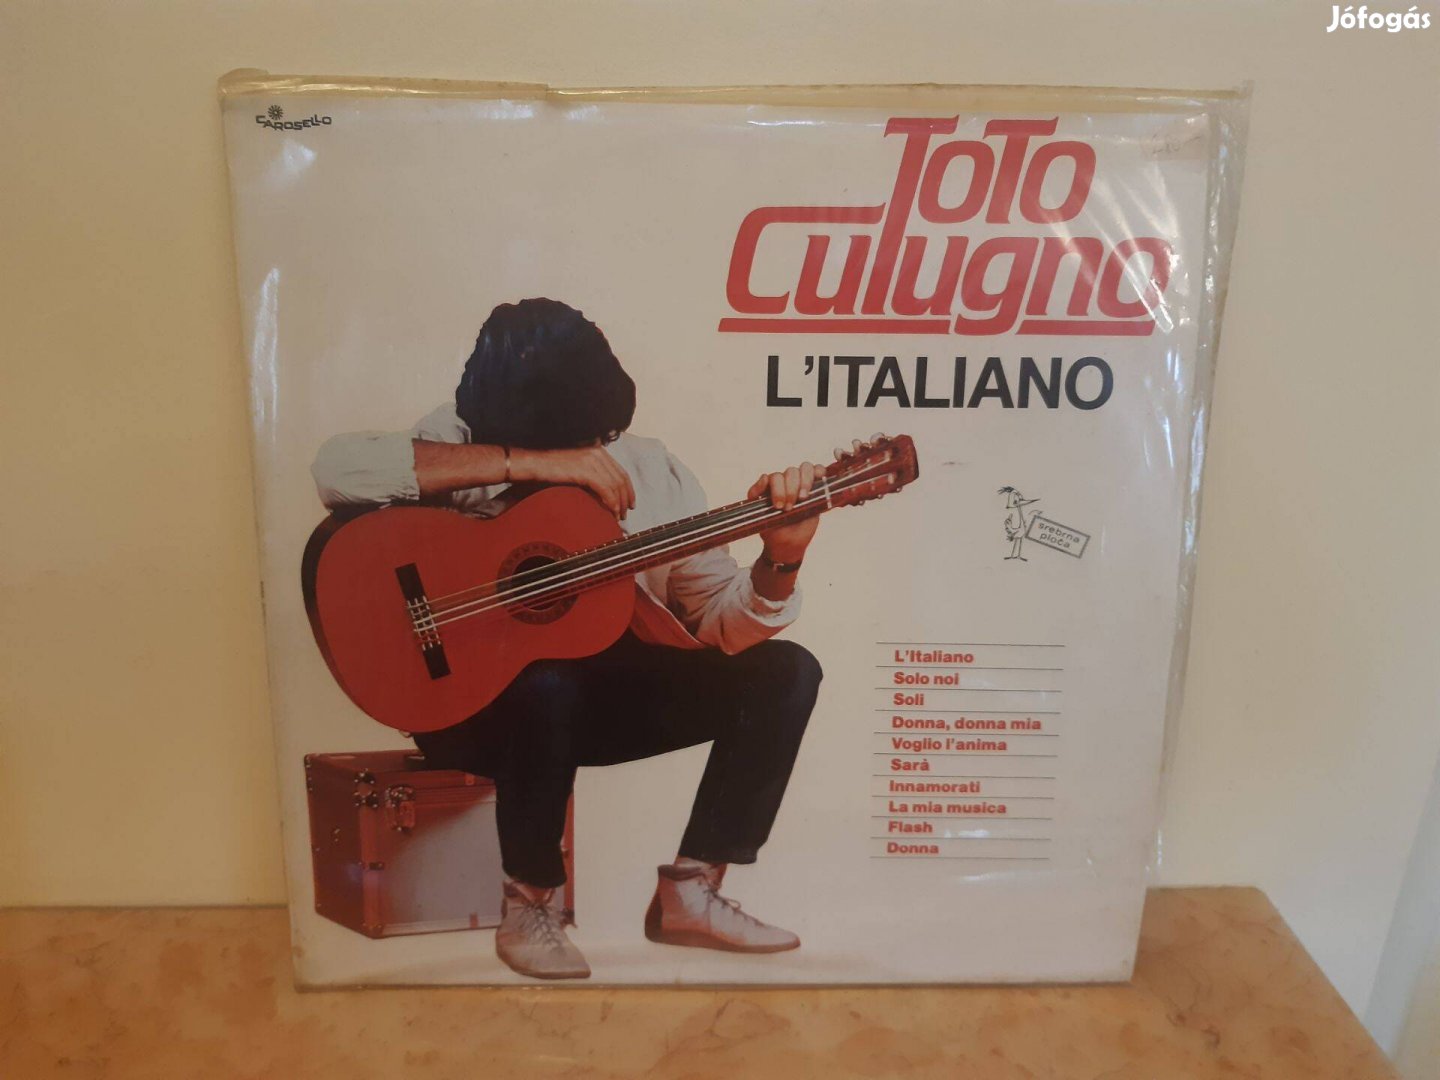 Jófogás
CAROSELLO
TOTO
CUTUGNO
L'ITALIANO
srebrna
ploča
L'Italiano
Solo noi
Soli
Donna, donna mia
Voglio l'anima
Sarà
Innamorati
La mia musica
Flash
Donna